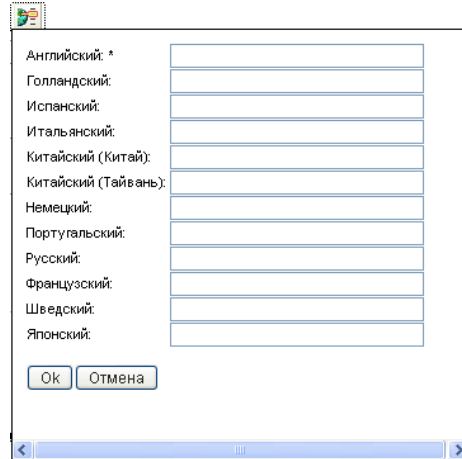 Английский: *
Голландский:
Испанский:
Итальянский:
Китайский (Китай):
Китайский (Тайвань):
Немецкий:
Португальский:
Русский:
Французский:
Шведский:
Японский:
Ok Отмена